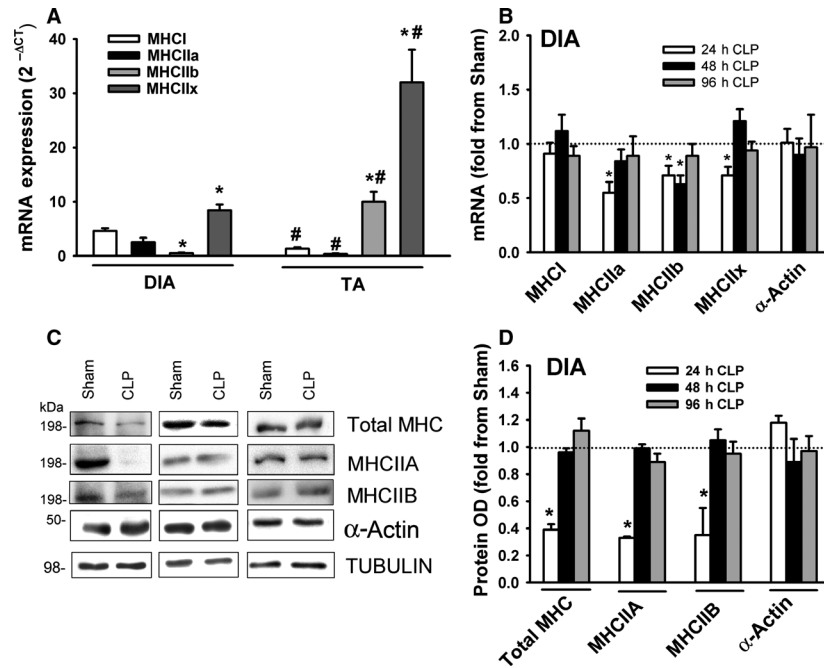 A
mRNA expression (2 ⁻ΔCT)
40
30
20
10
0
MHCI
MHCIIa
MHCIIb
MHCIIx
*
*
#
#
*#
*#
DIA
TA
B
DIA
mRNA (fold from Sham)
2.0
1.5
1.0
0.5
0.0
24 h CLP
48 h CLP
96 h CLP
*
*
*
*
MHCI
MHCIIa
MHCIIb
MHCIIx
α-Actin
C
Sham
CLP
Sham
CLP
Sham
CLP
kDa
198-
Total MHC
198-
MHCIIA
198-
MHCIIB
50-
α-Actin
98-
TUBULIN
D
DIA
Protein OD (fold from Sham)
1.6
1.4
1.2
1.0
0.8
0.6
0.4
0.2
0.0
24 h CLP
48 h CLP
96 h CLP
*
*
*
Total MHC
MHCIIA
MHCIIB
α-Actin